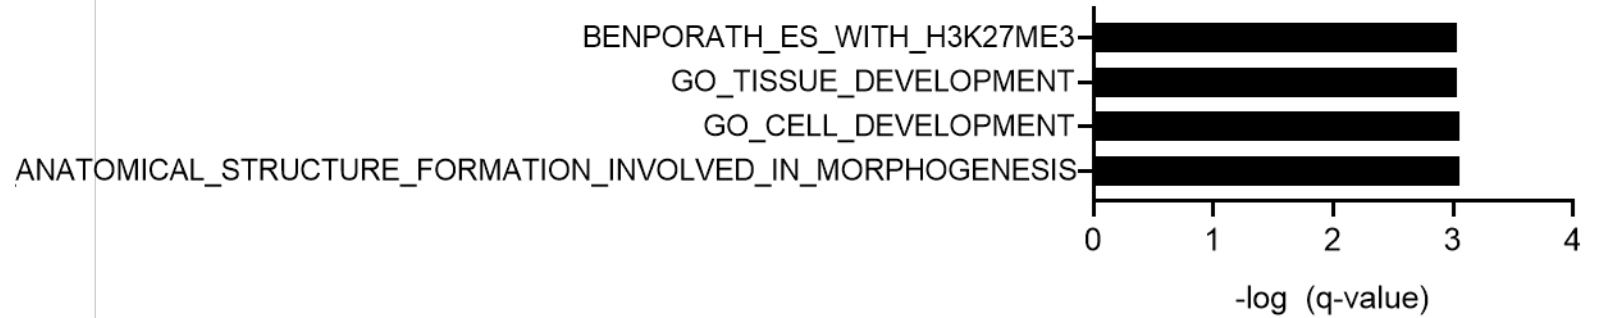 BENPORATH_ES_WITH_H3K27ME3
GO_TISSUE_DEVELOPMENT
GO_CELL_DEVELOPMENT
ANATOMICAL_STRUCTURE_FORMATION_INVOLVED_IN_MORPHOGENESIS
0 1 2 3 4
-log (q-value)